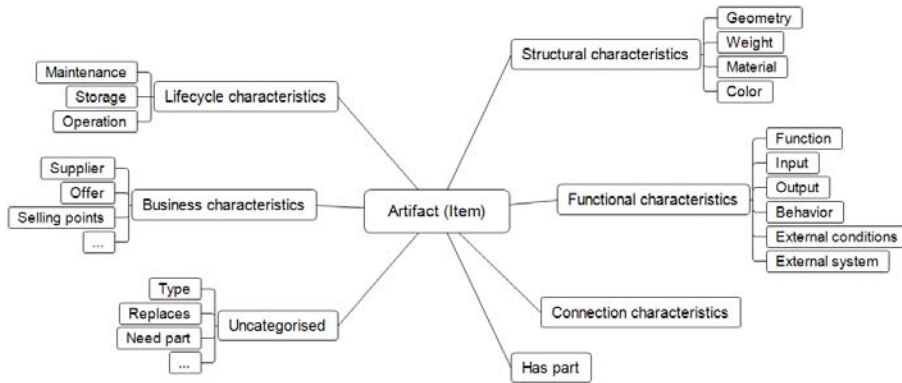 Geometry
Weight
Structural characteristics
Material
Color
Maintenance
Storage
Lifecycle characteristics
Operation
Function
Input
Output
Functional characteristics
Behavior
External conditions
External system
Supplier
Offer
Business characteristics
Selling points
...
Artifact (Item)
Type
Replaces
Uncategorised
Need part
...
Connection characteristics
Has part